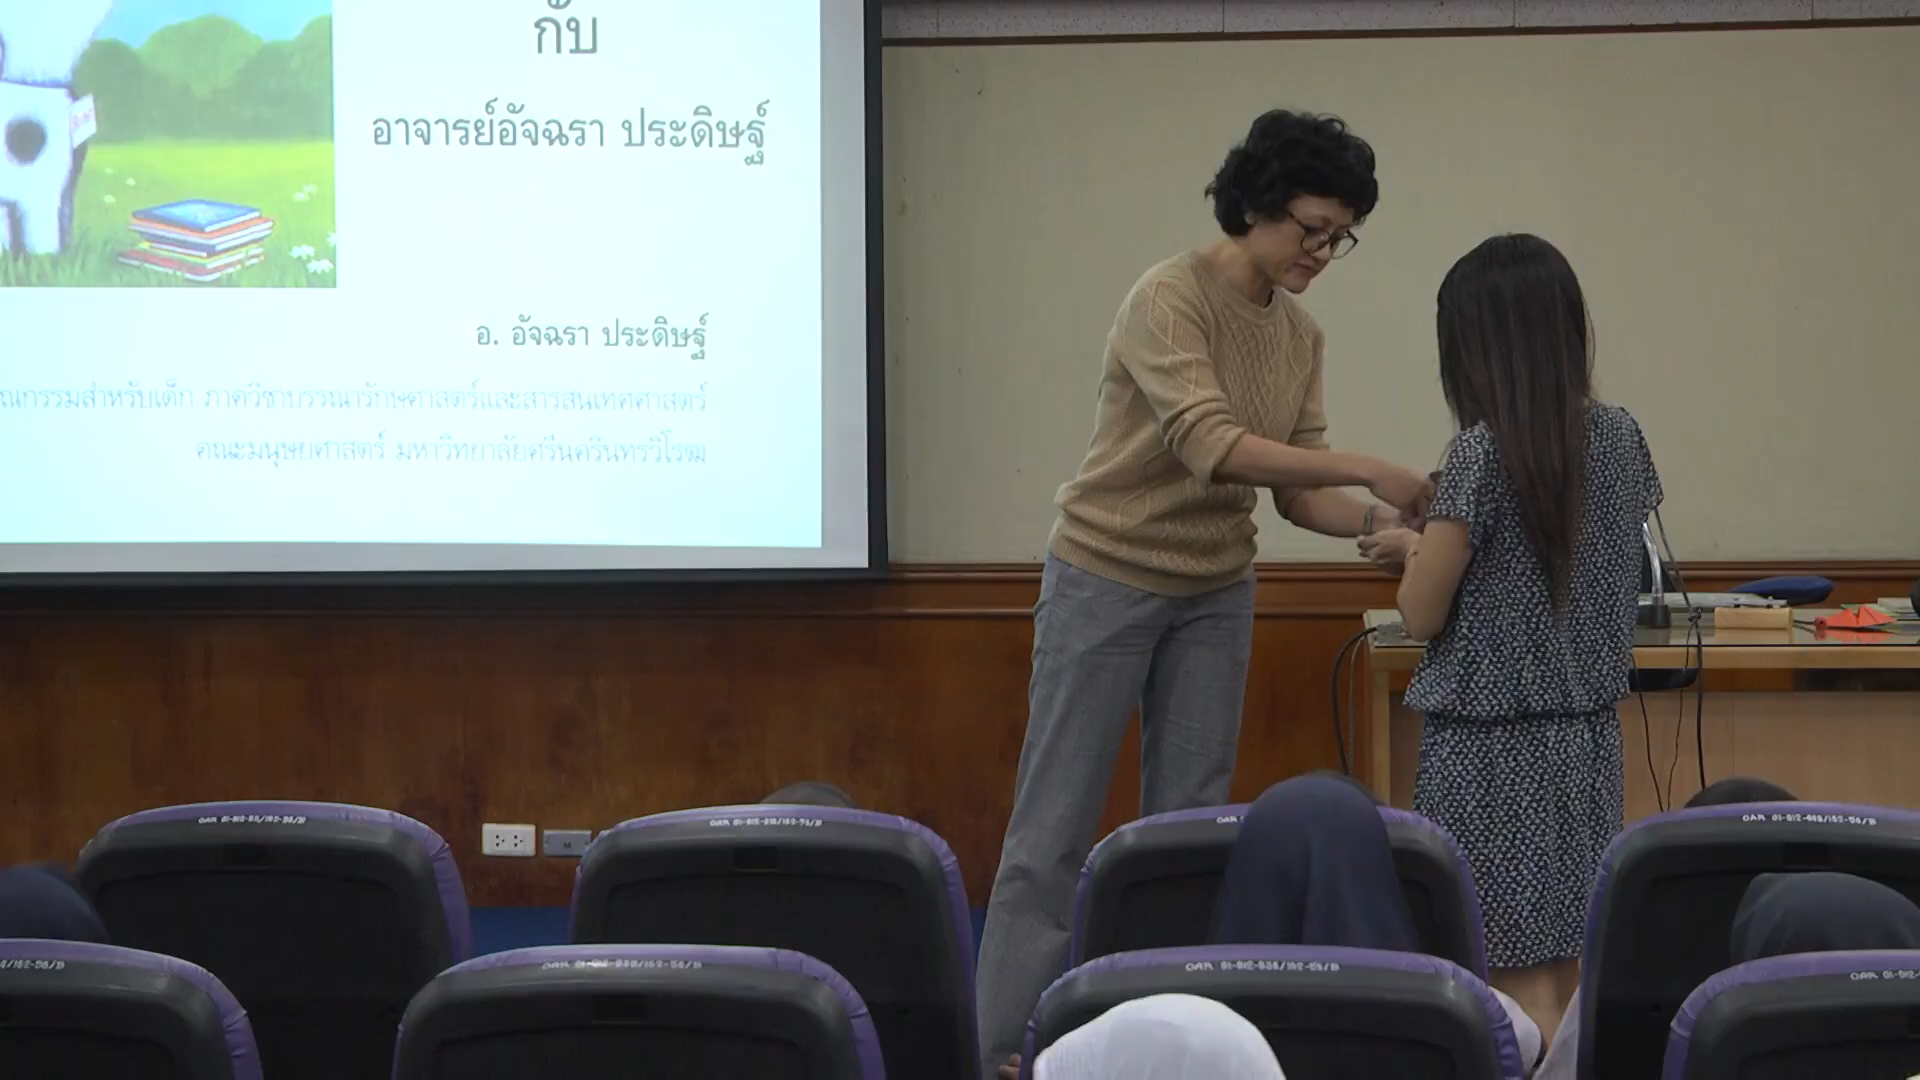 กับ
อาจารย์อัจฉรา ประดิษฐ์
อ. อัจฉรา ประดิษฐ์
ณกรรมสำหรับเด็ก ภาควิชาบรรณารักษศาสตร์และสารสนเทศศาสตร์
คณะมนุษยศาสตร์ มหาวิทยาลัยศรีนครินทรวิโรฒ